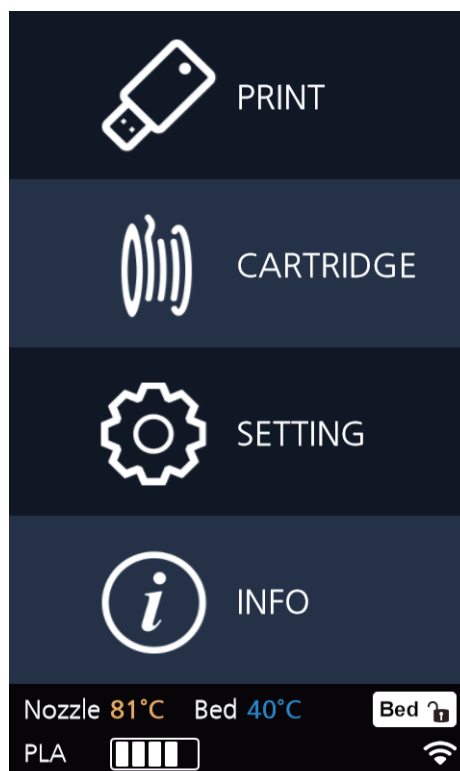 PRINT
CARTRIDGE
SETTING
INFO
Nozzle 81°C Bed 40°C Bed
PLA